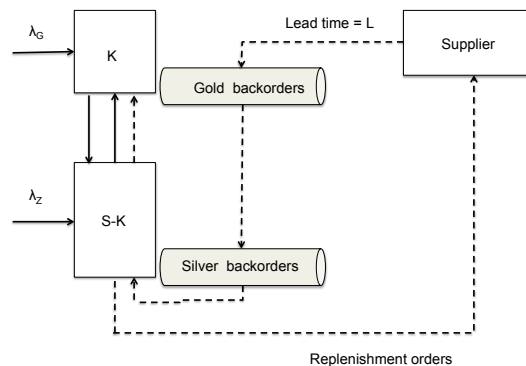 λG
K
Lead time = L
Supplier
Gold backorders
λZ
S-K
Silver backorders
Replenishment orders